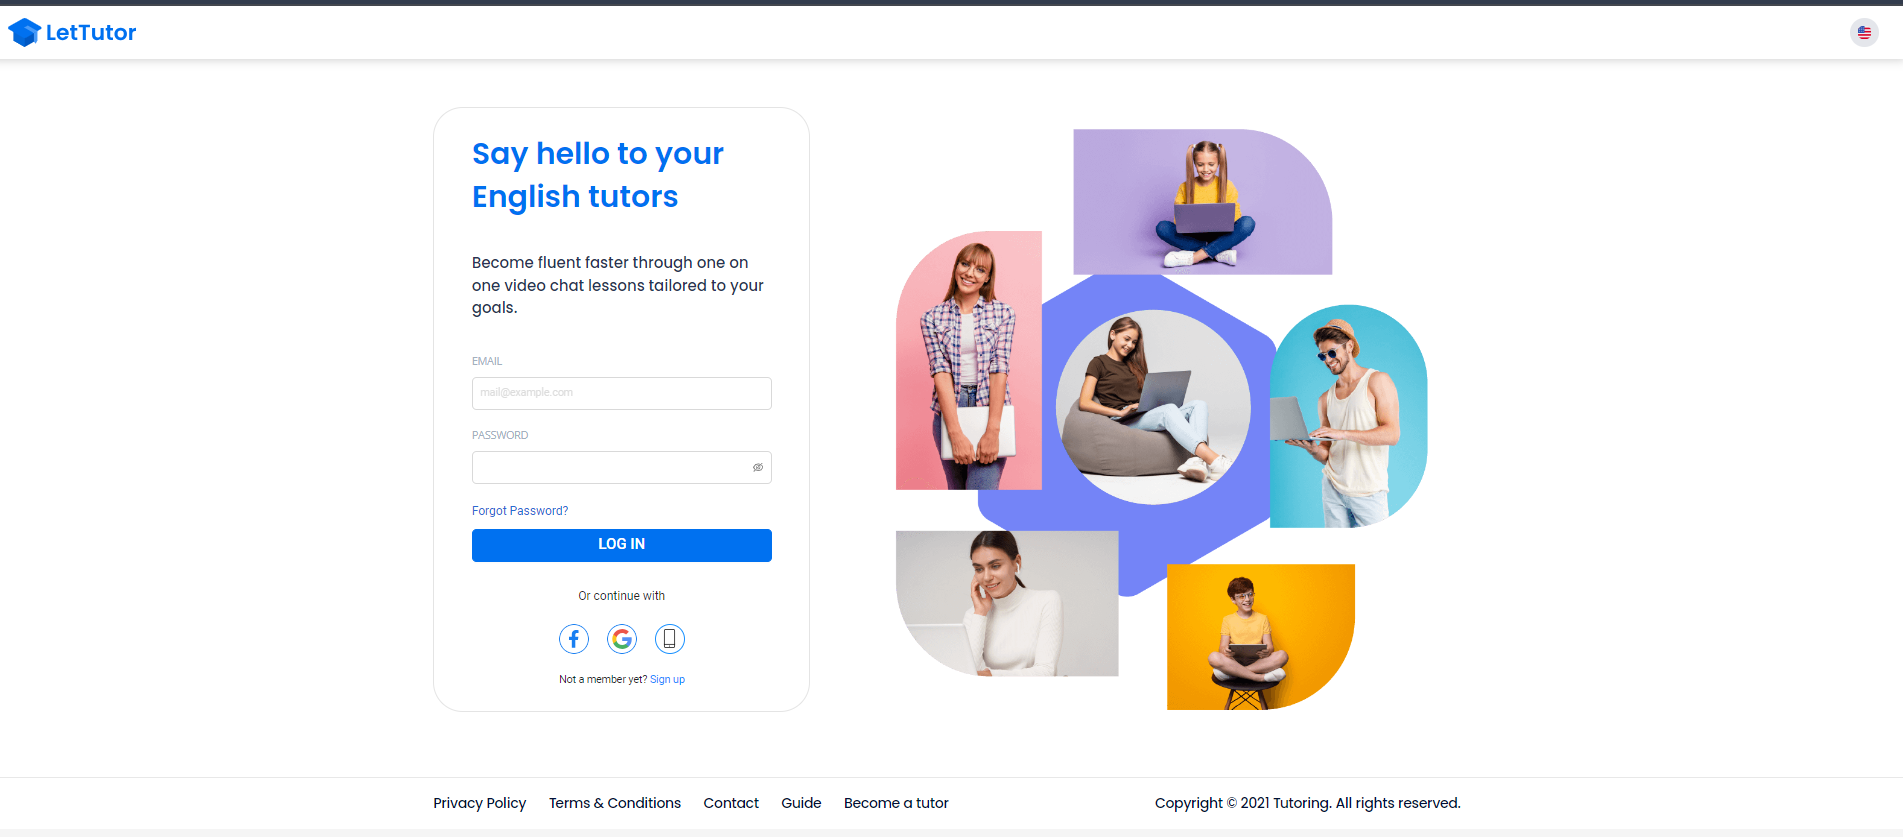 LetTutor
Say hello to your
English tutors
Become fluent faster through one on
one video chat lessons tailored to your
goals.
EMAIL
mail@example.com
PASSWORD
Forgot Password?
LOG IN
Or continue with
Not a member yet? Sign up
Privacy Policy
Terms & Conditions
Contact
Guide
Become a tutor
Copyright © 2021 Tutoring. All rights reserved.